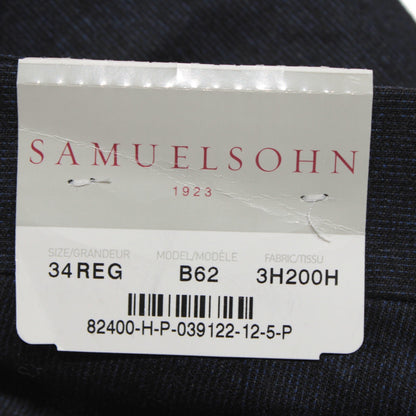 SAMUELSOHN
1923
SIZE/GRANDEUR MODEL/MODÈLE FABRIC/TISSU
34REG B62 3H200H
82400-H-P-039122-12-5-P